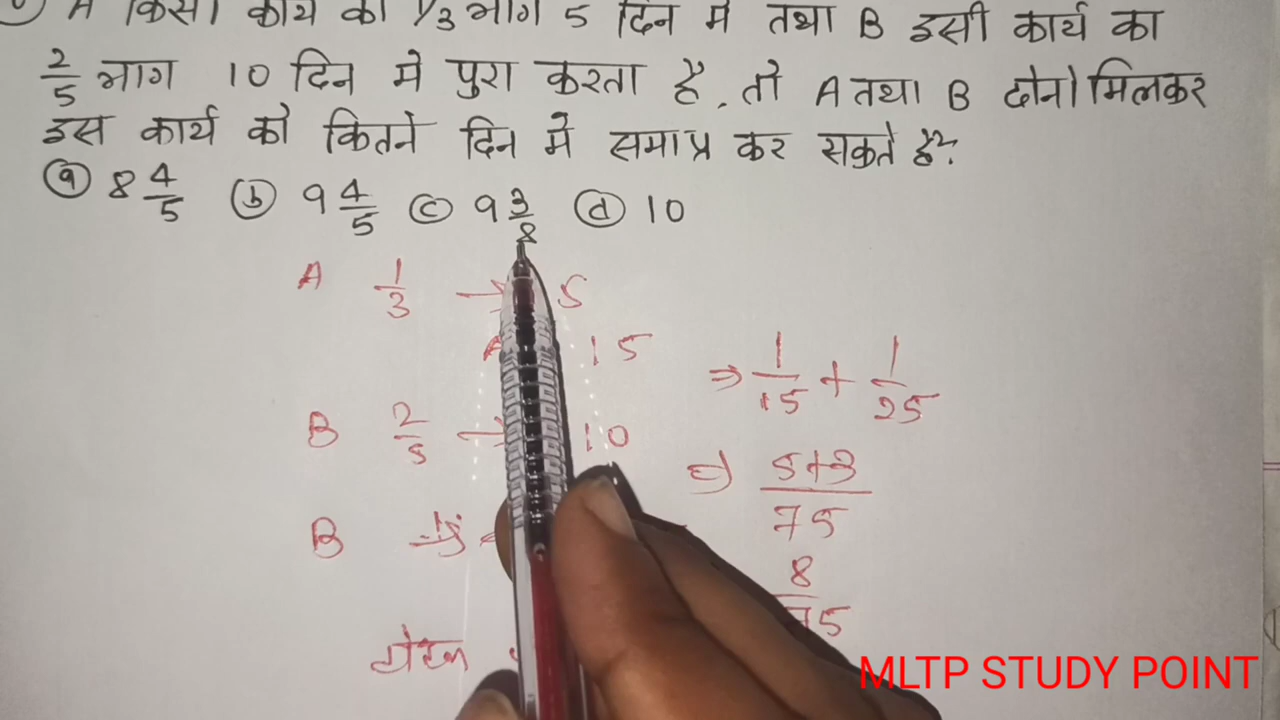 A किसी कार्य का 1/3 भाग 5 दिन में तथा B इसी कार्य का
2/5 भाग 10 दिन मे पुरा करता है, तो A तथा B दोनो मिलकर
इस कार्य को कितने दिन मे समाप्त कर सकते है?
(a) 8 4/5 (b) 9 4/5 (c) 9 3/8 (d) 10
A 1/3 → 5
15
⇒ 1/15 + 1/25
B 2/5 → 10
⇒ 5+3/75
B
8/75
MLTP STUDY POINT